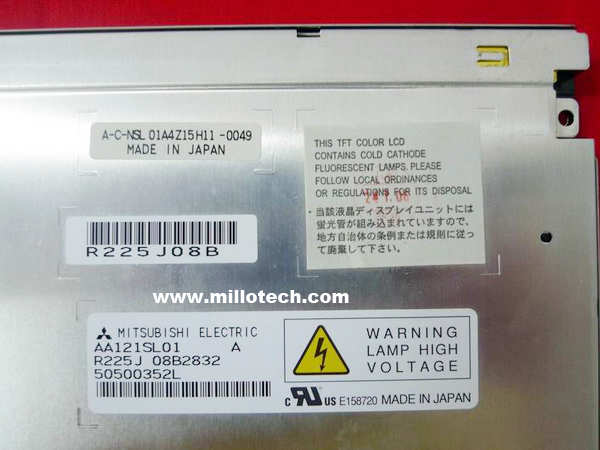 A-C-NSL 01A4Z15H11 -0049
MADE IN JAPAN
THIS TFT COLOR LCD
CONTAINS COLD CATHODE
FLUORESCENT LAMPS. PLEASE
FOLLOW LOCAL ORDINANCES
OR REGULATIONS FOR ITS DISPOSAL
・当該液晶ディスプレイユニットには
蛍光管が組み込まれていますので、
地方自治体の条例または規則に従っ
て廃棄して下さい。
R225J08B
www.millotech.com
MITSUBISHI ELECTRIC
AA121SL01 A
R225J 08B2832
50500352L
WARNING
LAMP HIGH
VOLTAGE
c RU US E158720 MADE IN JAPAN